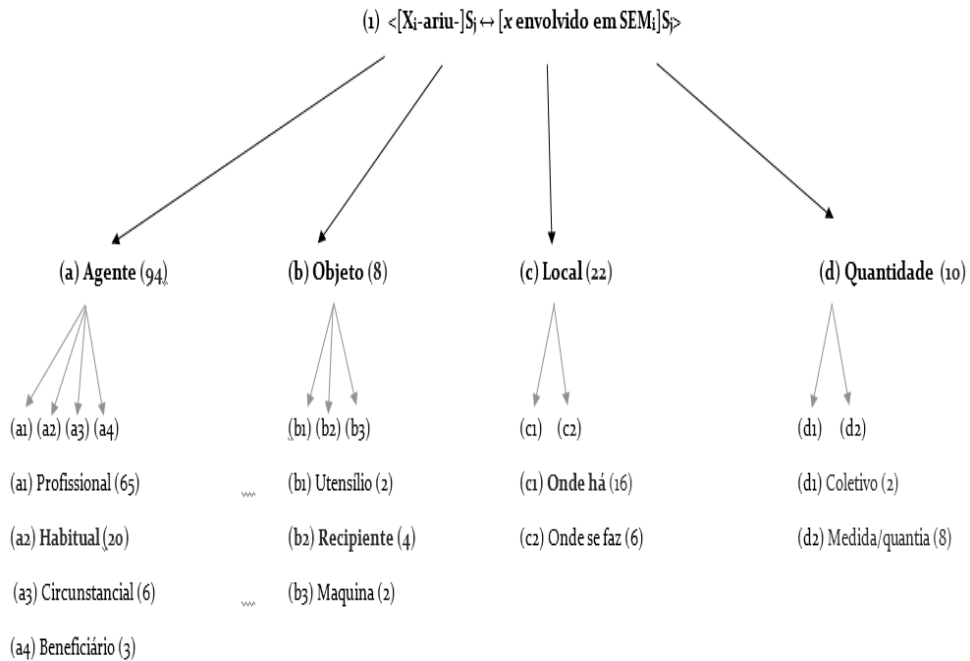 (1) <[Xi-ariu-]Sj ↔ [x envolvido em SEMi]Sj>
(a) Agente (94) (b) Objeto (8) (c) Local (22) (d) Quantidade (10)
(a1) (a2) (a3) (a4) (b1) (b2) (b3) (c1) (c2) (d1) (d2)
(a1) Profissional (65) (b1) Utensílio (2) (c1) Onde há (16) (d1) Coletivo (2)
(a2) Habitual (20) (b2) Recipiente (4) (c2) Onde se faz (6) (d2) Medida/quantia (8)
(a3) Circunstancial (6) (b3) Maquina (2)
(a4) Beneficiário (3)